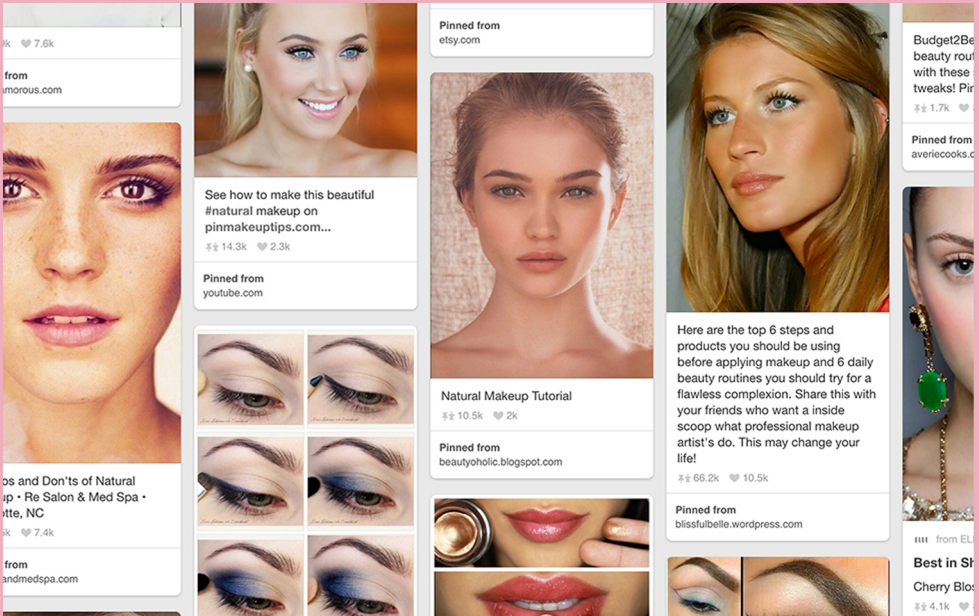 7.6k
from
amorous.com
os and Don'ts of Natural
up • Re Salon & Med Spa •
otte, NC
5k 7.4k
from
andmedspa.com
See how to make this beautiful
#natural makeup on
pinmakeuptips.com...
14.3k 2.3k
Pinned from
youtube.com
Pinned from
etsy.com
Natural Makeup Tutorial
10.5k 2k
Pinned from
beautyoholic.blogspot.com
Here are the top 6 steps and
products you should be using
before applying makeup and 6 daily
beauty routines you should try for a
flawless complexion. Share this with
your friends who want a inside
scoop what professional makeup
artist's do. This may change your
life!
66.2k 10.5k
Pinned from
blissfulbelle.wordpress.com
Budget2Be
beauty rout
with these
tweaks! Pin
1.7k
Pinned from
averiecooks.c
from EL
Best in Sh
Cherry Blos
4.1k